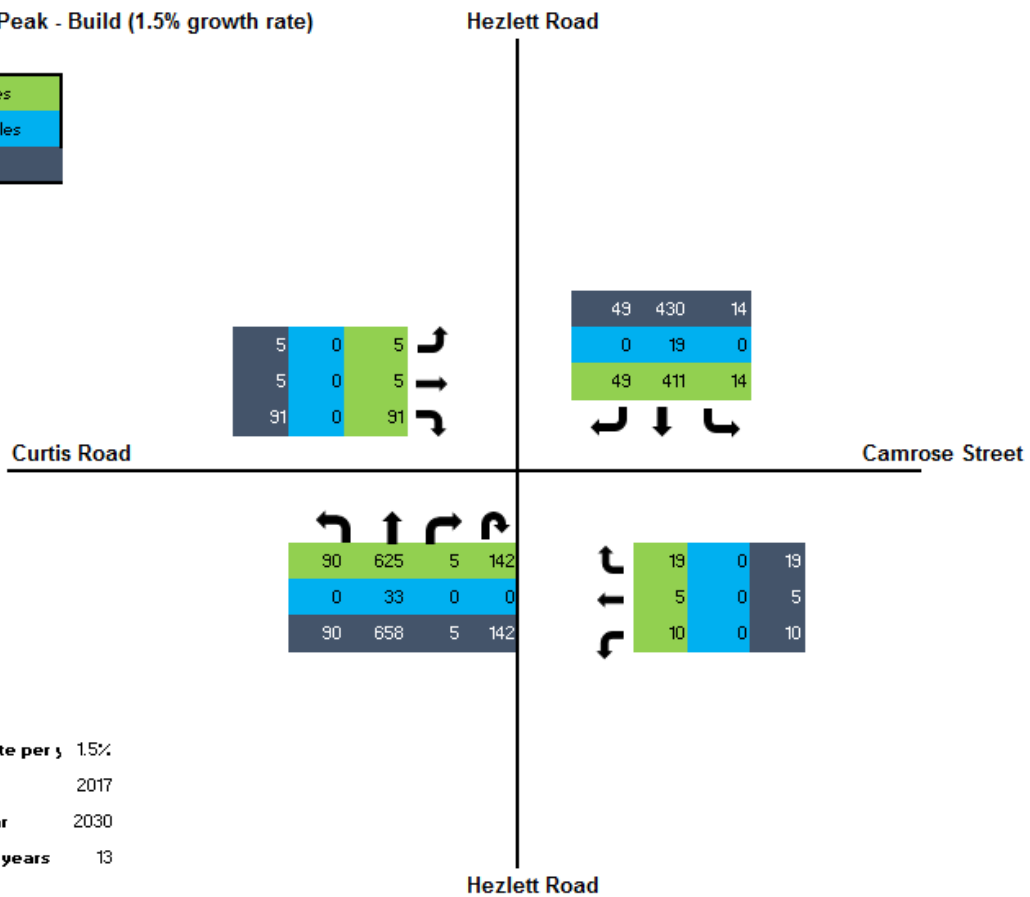 Peak - Build (1.5% growth rate)
Hezlett Road
es
les
49 430 14
0 19 0
49 411 14
5 0 5
5 0 5
91 0 91
Curtis Road
Camrose Street
90 625 5 142
0 33 0 0
90 658 5 142
19 0 19
5 0 5
10 0 10
te per y 1.5%
2017
r 2030
years 13
Hezlett Road